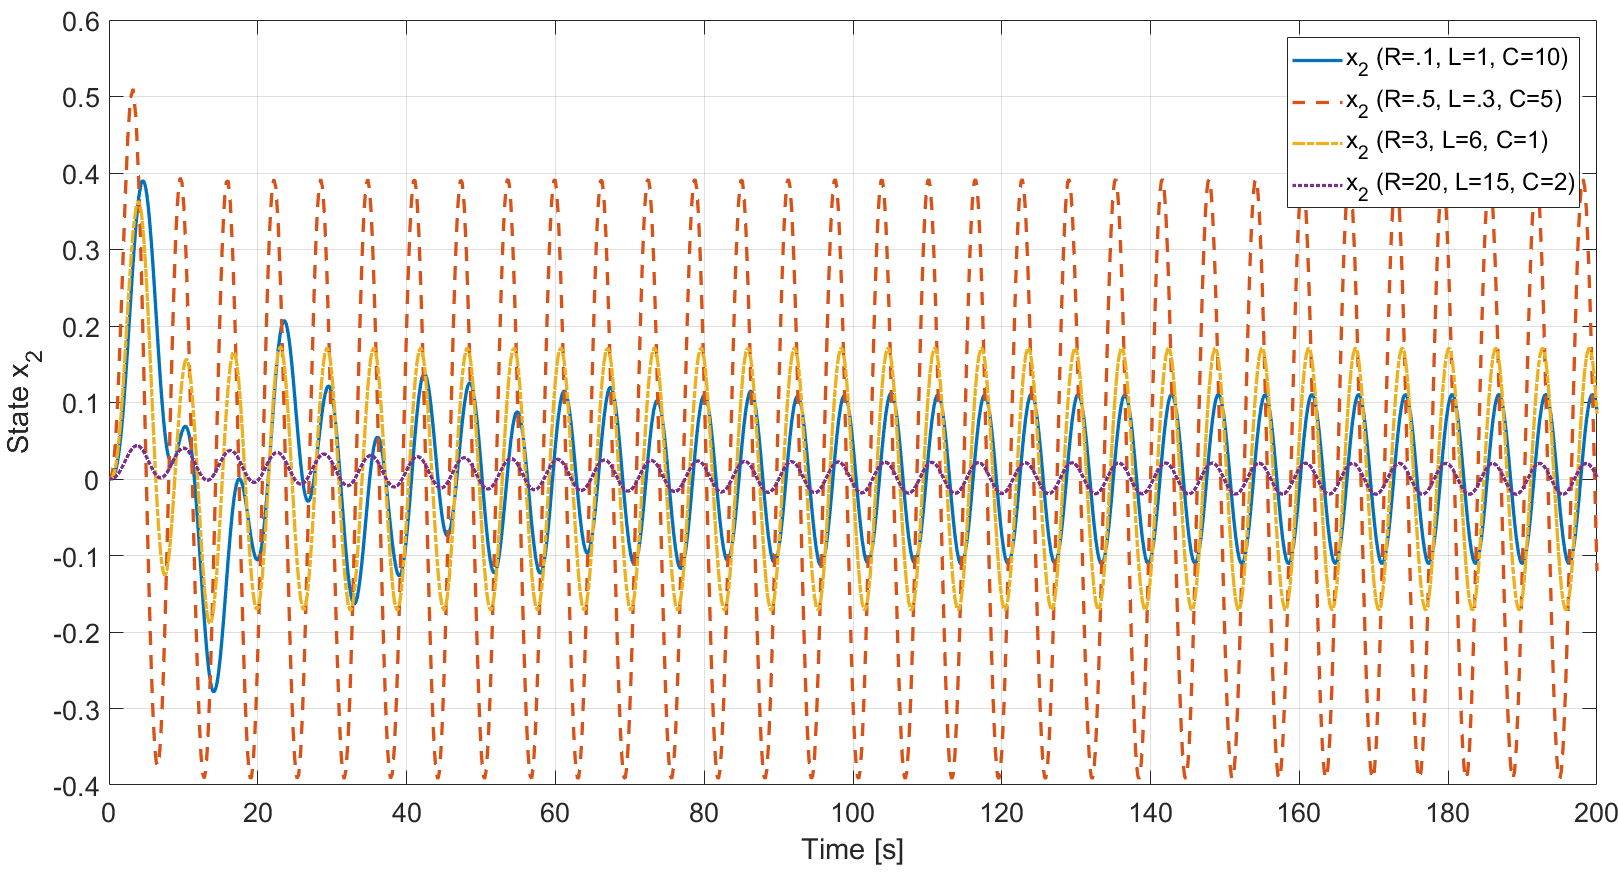 0.6
0.5
0.4
0.3
0.2
0.1
0
-0.1
-0.2
-0.3
-0.4
State x2
0 20 40 60 80 100 120 140 160 180 200
Time [s]
x2 (R=.1, L=1, C=10)
x2 (R=.5, L=.3, C=5)
x2 (R=3, L=6, C=1)
x2 (R=20, L=15, C=2)